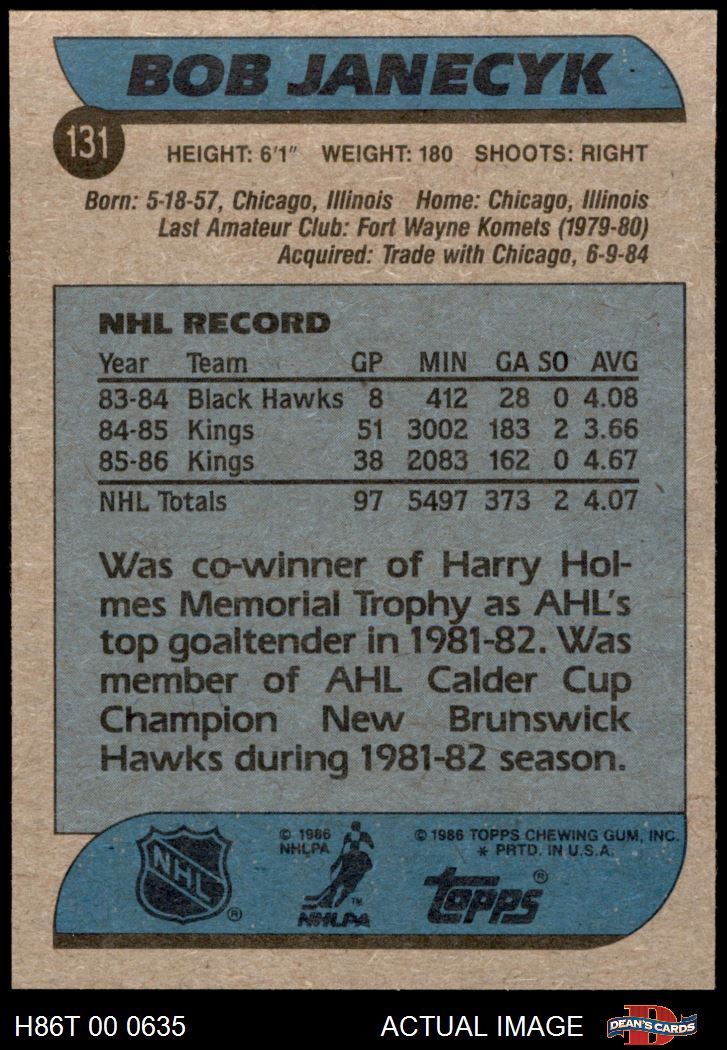 BOB JANECYK
131
HEIGHT: 6'1" WEIGHT: 180 SHOOTS: RIGHT
Born: 5-18-57, Chicago, Illinois Home: Chicago, Illinois
Last Amateur Club: Fort Wayne Komets (1979-80)
Acquired: Trade with Chicago, 6-9-84
NHL RECORD
Year Team GP MIN GA SO AVG
83-84 Black Hawks 8 412 28 0 4.08
84-85 Kings 51 3002 183 2 3.66
85-86 Kings 38 2083 162 0 4.67
NHL Totals 97 5497 373 2 4.07
Was co-winner of Harry Hol-
mes Memorial Trophy as AHL's
top goaltender in 1981-82. Was
member of AHL Calder Cup
Champion New Brunswick
Hawks during 1981-82 season.
NHL ®
© 1986
NHLPA
TM
NHLPA
© 1986 TOPPS CHEWING GUM, INC.
* PRTD. IN U.S.A.
topps ®
H86T 00 0635 ACTUAL IMAGE D DEAN'S CARDS